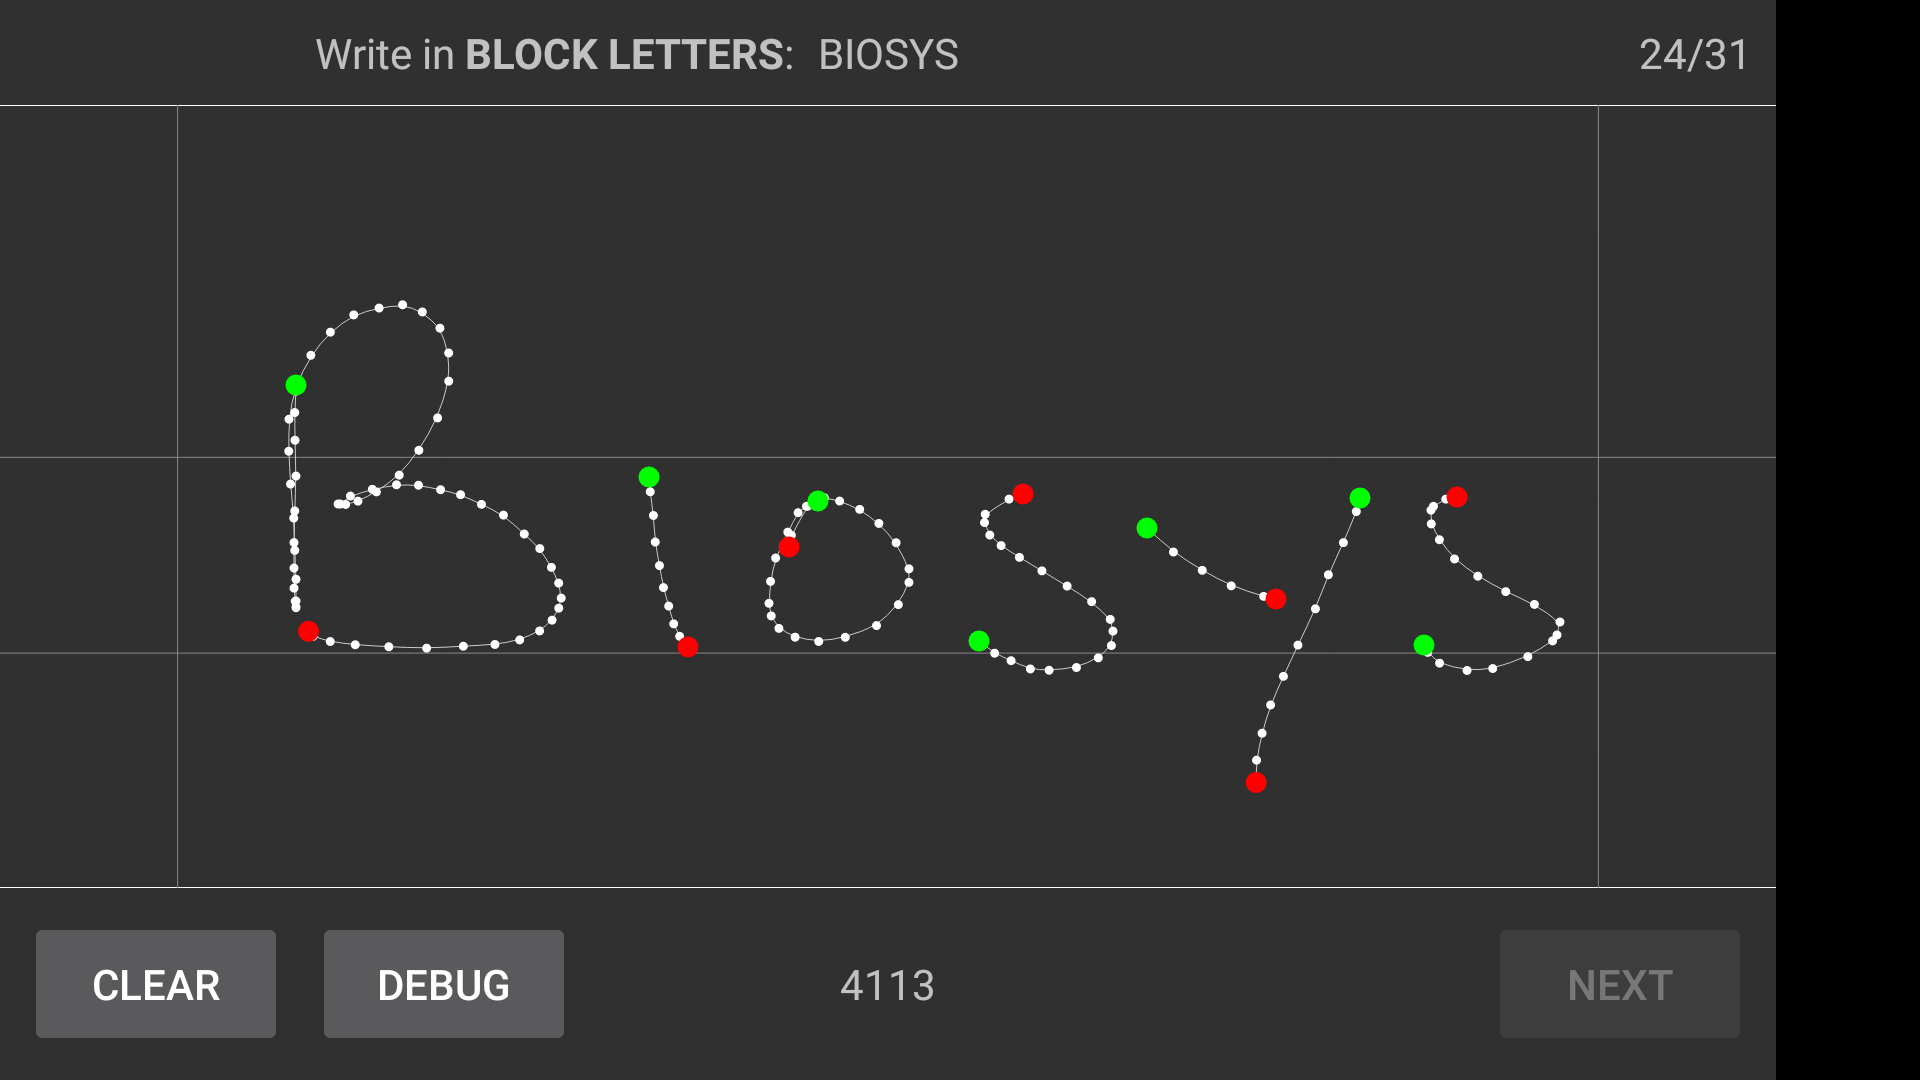 Write in BLOCK LETTERS: BIOSYS 24/31
BIOSYS
CLEAR DEBUG 4113 NEXT